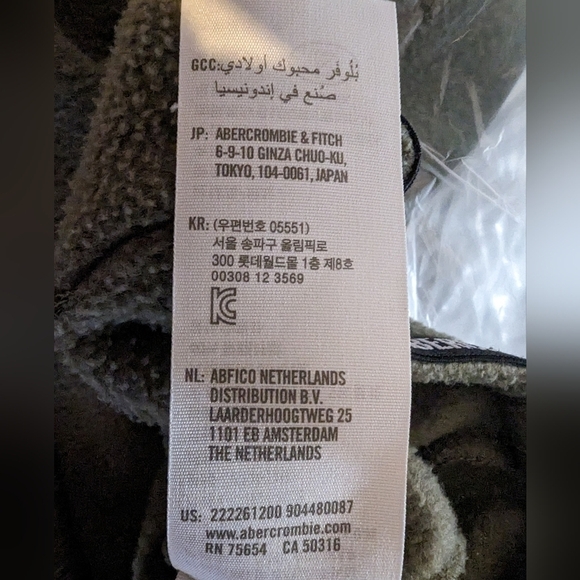 GCC: بُلُوفَر محبوك أولادي
صُنع في إندونيسيا
JP: ABERCROMBIE & FITCH
6-9-10 GINZA CHUO-KU,
TOKYO, 104-0061, JAPAN
KR: (우편번호 05551)
서울 송파구 올림픽로
300 롯데월드몰 1층 제8호
00308 12 3569
NL: ABFICO NETHERLANDS
DISTRIBUTION B.V.
LAARDERHOOGTWEG 25
1101 EB AMSTERDAM
THE NETHERLANDS
US: 222261200 904480087
www.abercrombie.com
RN 75654 CA 50316